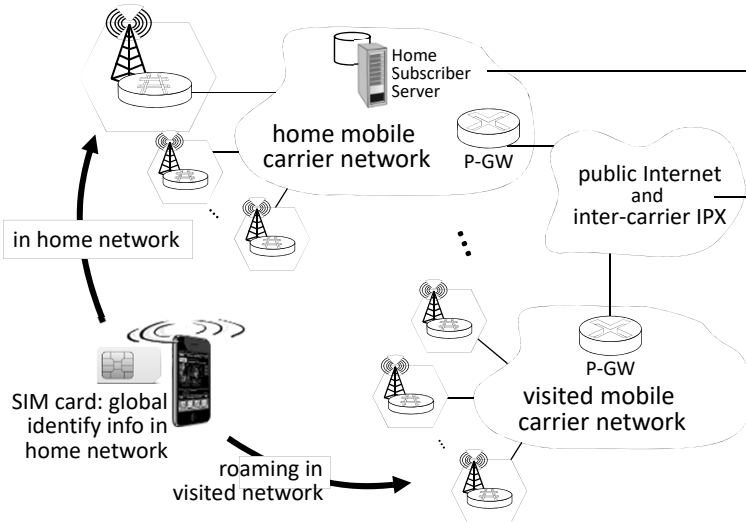 Home
Subscriber
Server
home mobile
carrier network
P-GW
public Internet
and
inter-carrier IPX
in home network
SIM card: global
identify info in
home network
P-GW
visited mobile
carrier network
roaming in
visited network